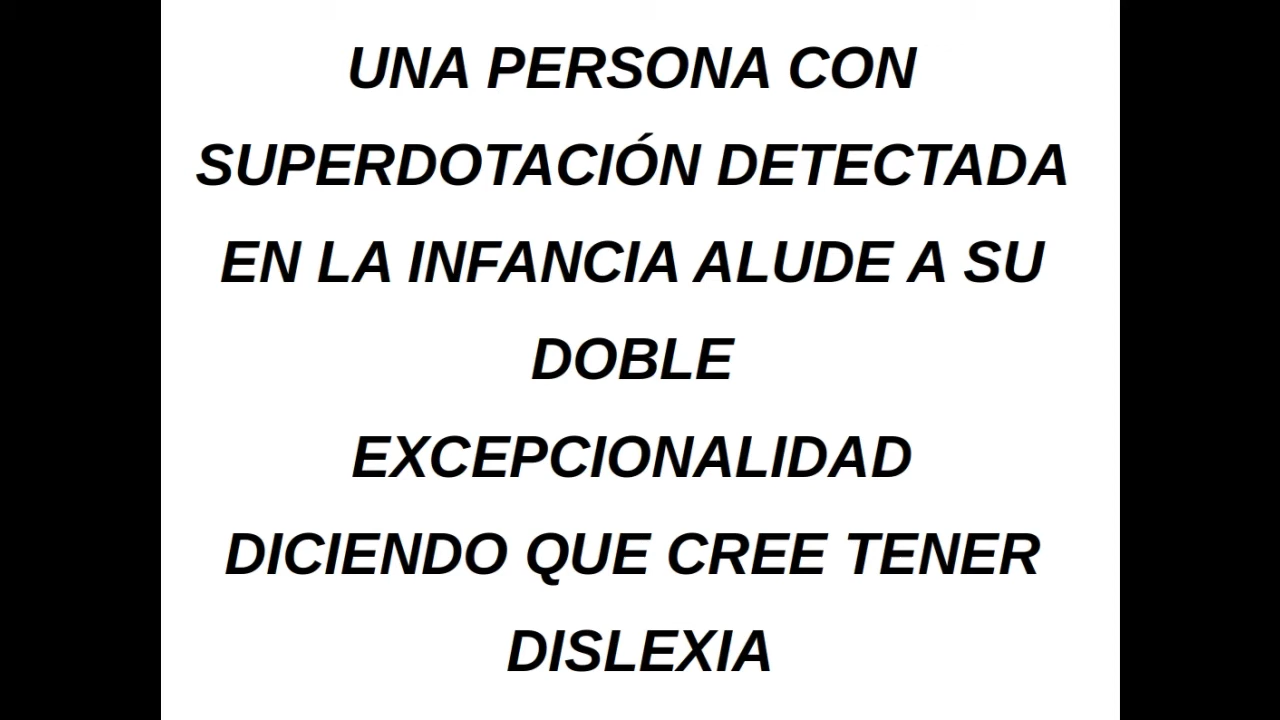 UNA PERSONA CON
SUPERDOTACIÓN DETECTADA
EN LA INFANCIA ALUDE A SU
DOBLE
EXCEPCIONALIDAD
DICIENDO QUE CREE TENER
DISLEXIA